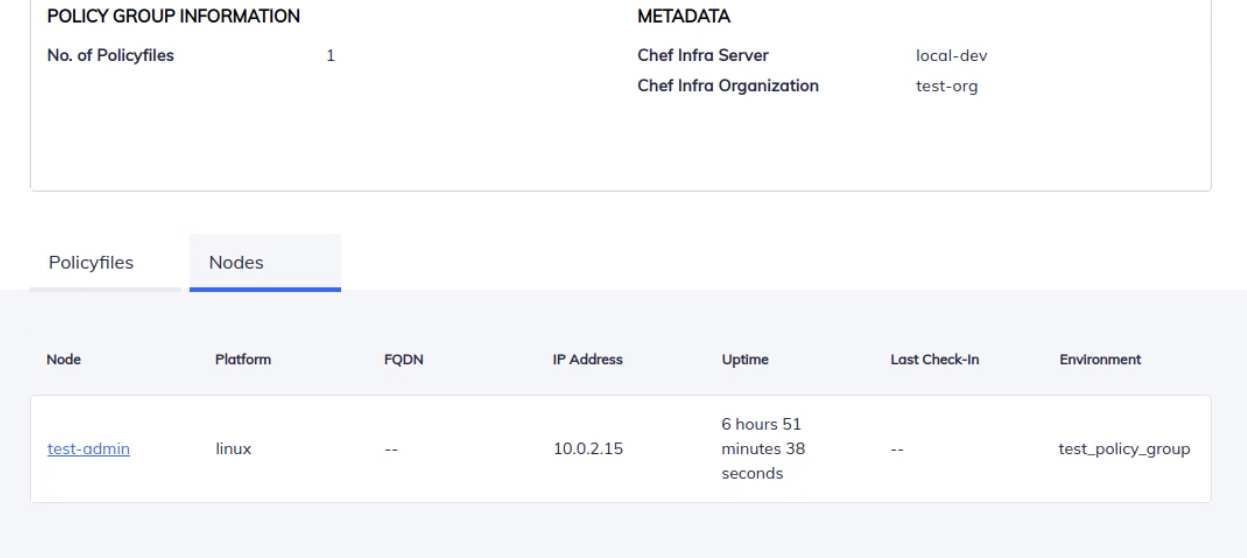 POLICY GROUP INFORMATION
METADATA
No. of Policyfiles 1
Chef Infra Server local-dev
Chef Infra Organization test-org
Policyfiles Nodes
Node Platform FQDN IP Address Uptime Last Check-In Environment
test-admin linux -- 10.0.2.15 6 hours 51 minutes 38 seconds -- test_policy_group